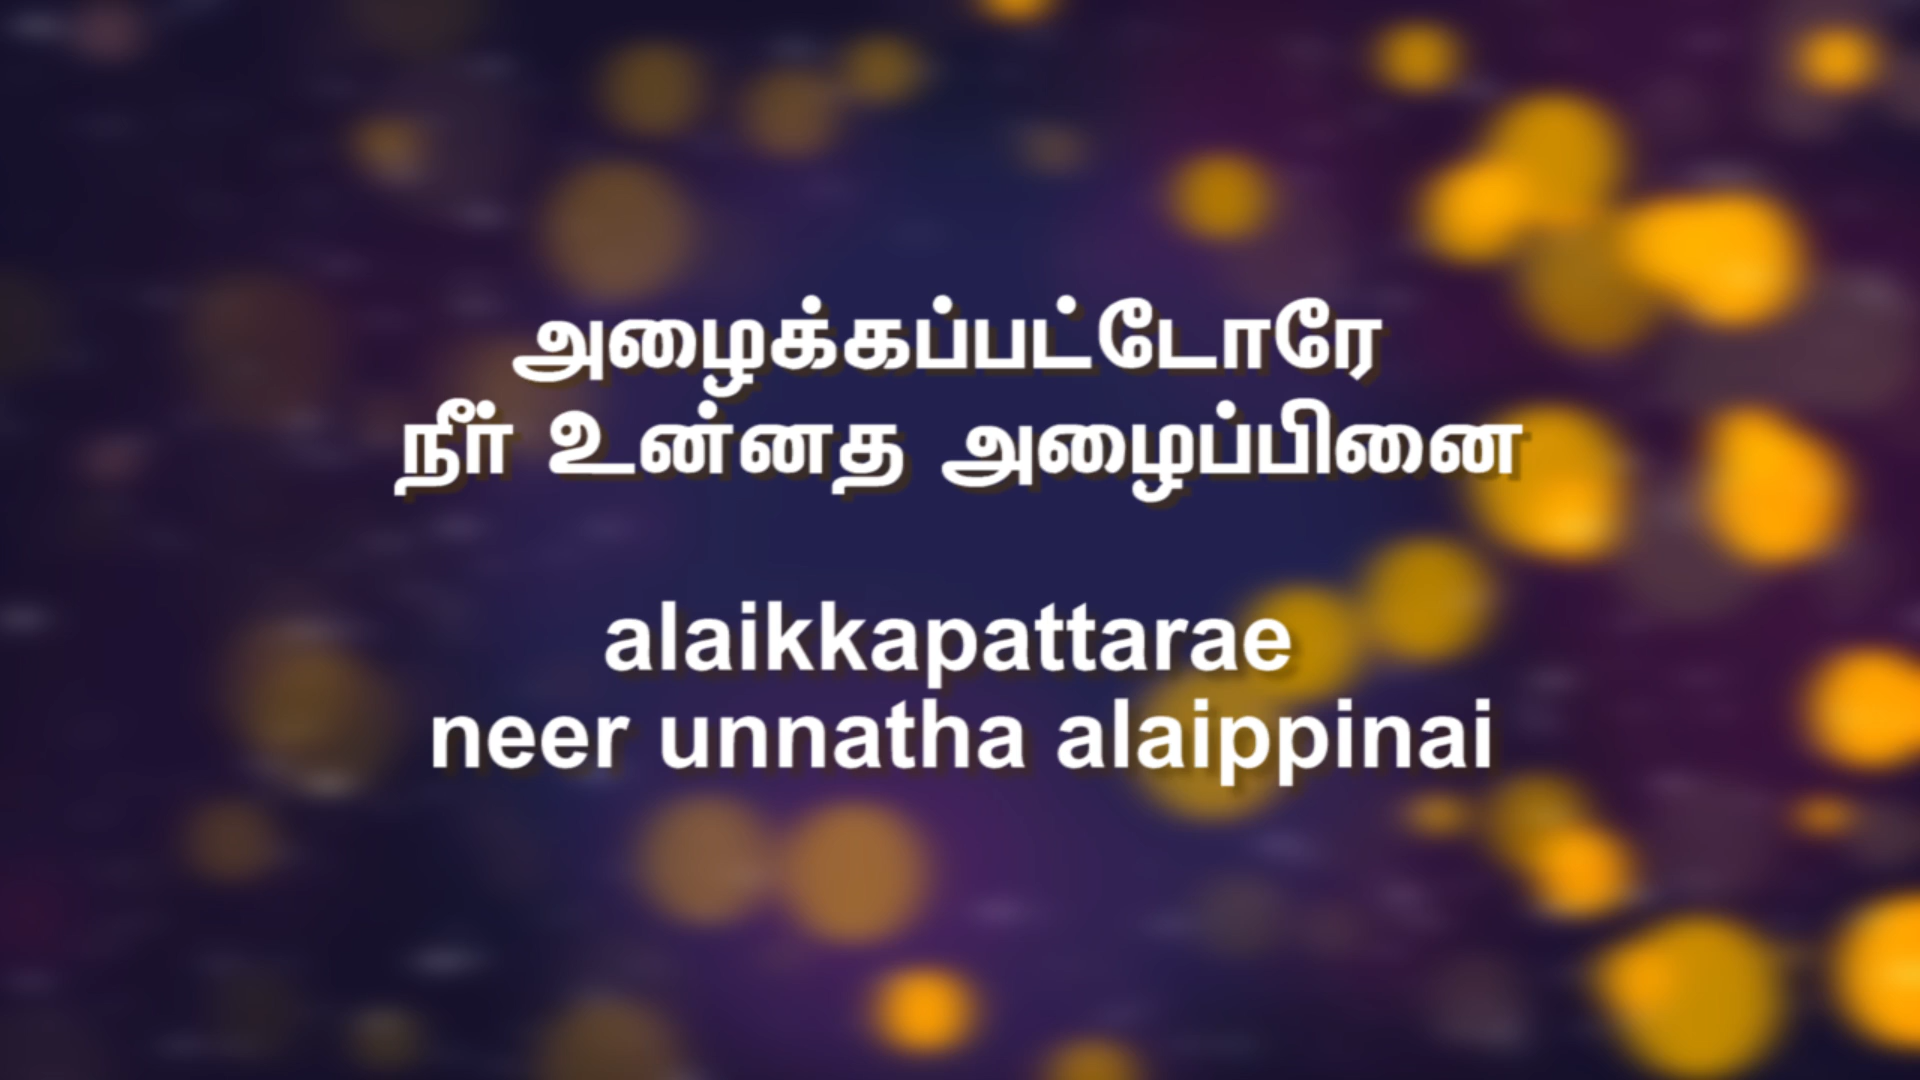 அழைக்கப்பட்டோரே
நீர் உன்னத அழைப்பினை
alaikkapattarae
neer unnatha alaippinai